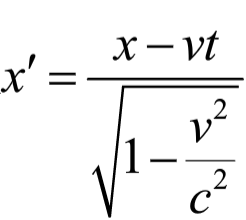 x′ = (x − vt) / √(1 − v²/c²)